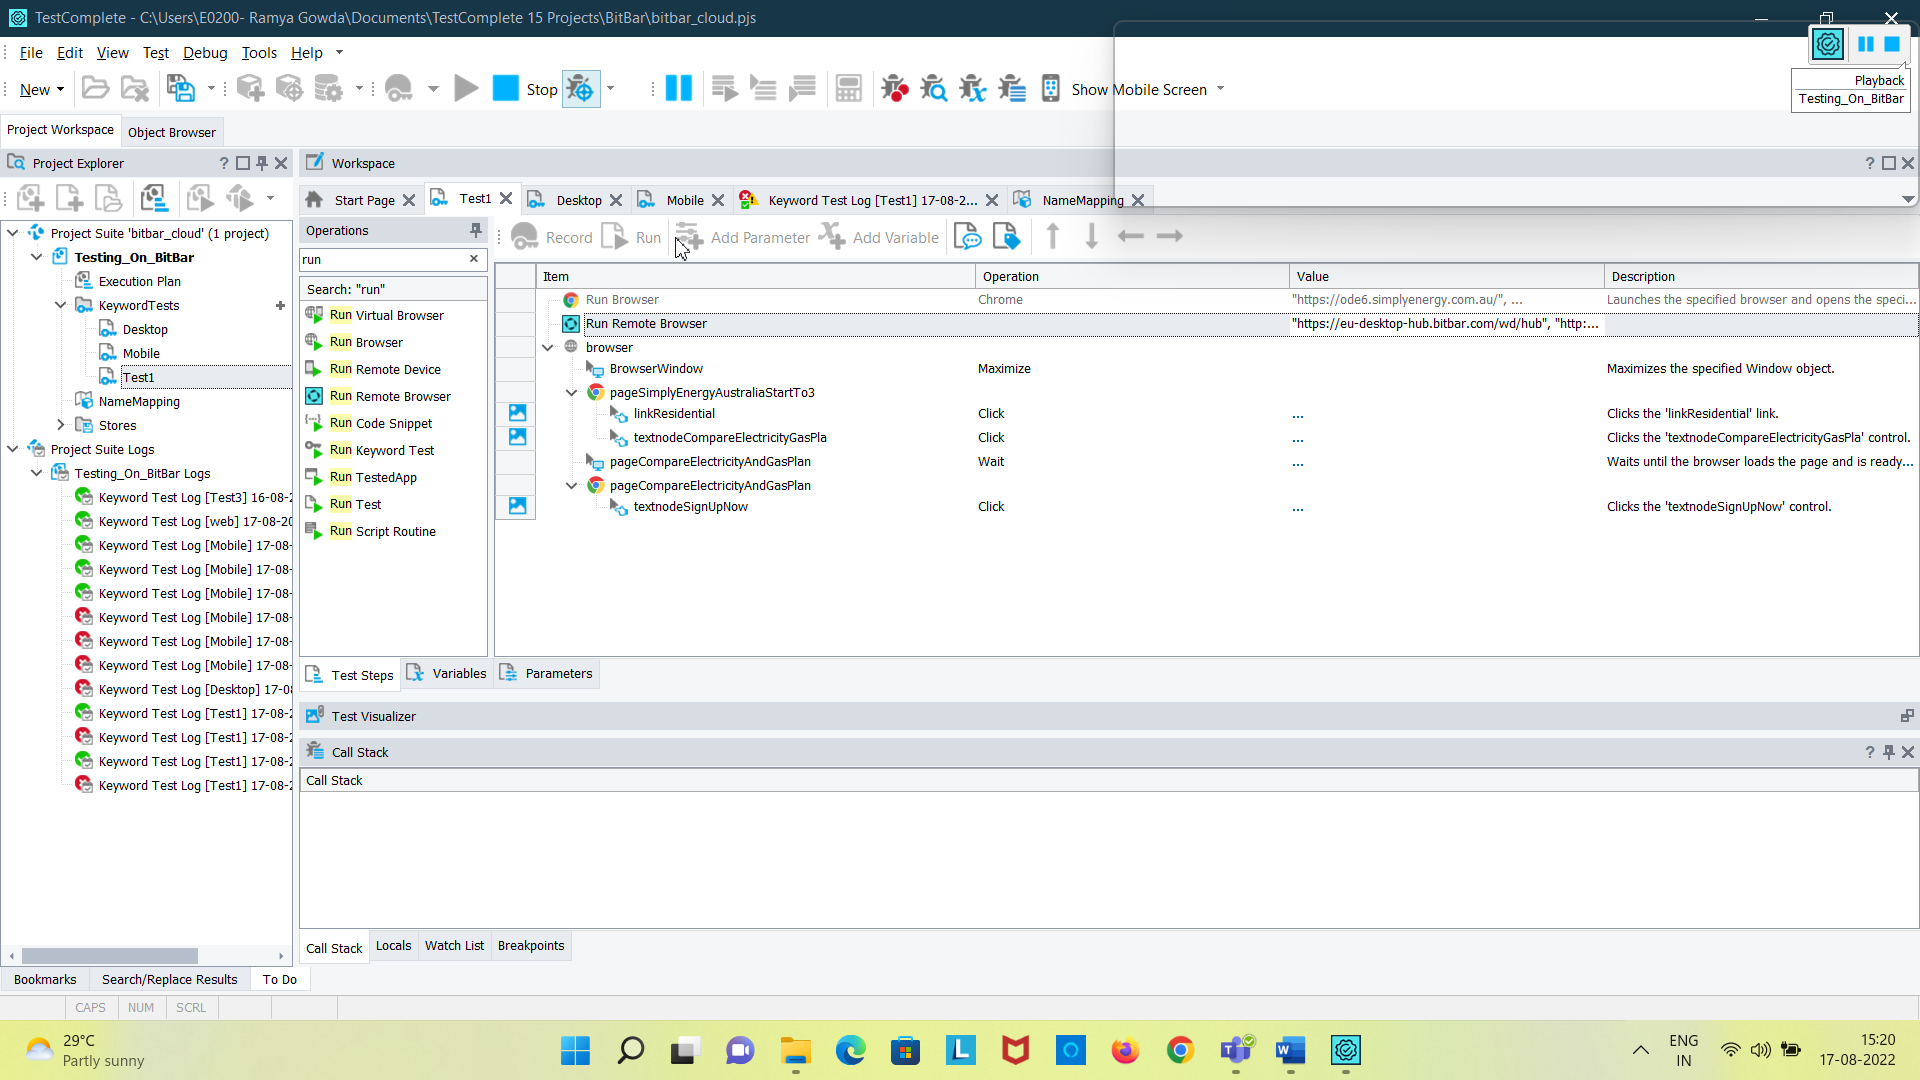 TestComplete - C:\Users\E0200- Ramya Gowda\Documents\TestComplete 15 Projects\BitBar\bitbar_cloud.pjs
File Edit View Test Debug Tools Help
New Stop Show Mobile Screen
Playback
Testing_On_BitBar
Project Workspace Object Browser
Project Explorer
Project Suite 'bitbar_cloud' (1 project)
Testing_On_BitBar
Execution Plan
KeywordTests
Desktop
Mobile
Test1
NameMapping
Stores
Project Suite Logs
Testing_On_BitBar Logs
Keyword Test Log [Test3] 16-08-2
Keyword Test Log [web] 17-08-20
Keyword Test Log [Mobile] 17-08-
Keyword Test Log [Mobile] 17-08-
Keyword Test Log [Mobile] 17-08-
Keyword Test Log [Mobile] 17-08-
Keyword Test Log [Mobile] 17-08-
Keyword Test Log [Mobile] 17-08-
Keyword Test Log [Desktop] 17-08
Keyword Test Log [Test1] 17-08-2
Keyword Test Log [Test1] 17-08-2
Keyword Test Log [Test1] 17-08-2
Keyword Test Log [Test1] 17-08-2
Workspace
Start Page Test1 Desktop Mobile Keyword Test Log [Test1] 17-08-2... NameMapping
Operations
run
Search: "run"
Run Virtual Browser
Run Browser
Run Remote Device
Run Remote Browser
Run Code Snippet
Run Keyword Test
Run TestedApp
Run Test
Run Script Routine
Record Run Add Parameter Add Variable
Item Operation Value Description
Run Browser Chrome "https://ode6.simplyenergy.com.au/", ... Launches the specified browser and opens the speci...
Run Remote Browser "https://eu-desktop-hub.bitbar.com/wd/hub", "http:...
browser
BrowserWindow Maximize Maximizes the specified Window object.
pageSimplyEnergyAustraliaStartTo3
linkResidential Click ... Clicks the 'linkResidential' link.
textnodeCompareElectricityGasPla Click ... Clicks the 'textnodeCompareElectricityGasPla' control.
pageCompareElectricityAndGasPlan Wait ... Waits until the browser loads the page and is ready...
pageCompareElectricityAndGasPlan
textnodeSignUpNow Click ... Clicks the 'textnodeSignUpNow' control.
Test Steps Variables Parameters
Test Visualizer
Call Stack
Call Stack
Call Stack Locals Watch List Breakpoints
Bookmarks Search/Replace Results To Do
CAPS NUM SCRL
29°C
Partly sunny
ENG
IN
15:20
17-08-2022